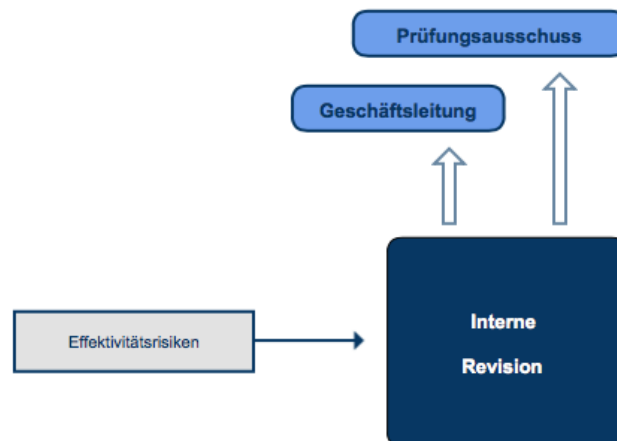 Prüfungsausschuss
Geschäftsleitung
Interne
Revision
Effektivitätsrisiken